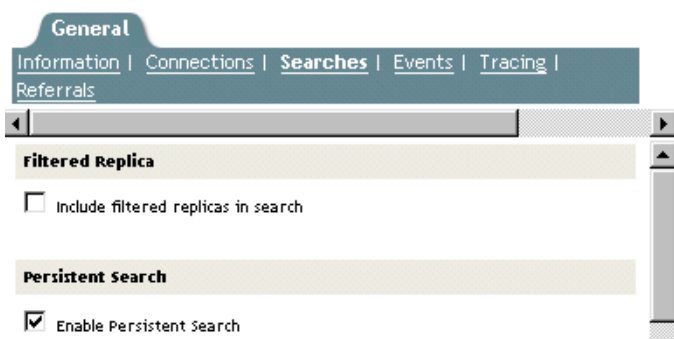 General
Information | Connections | Searches | Events | Tracing |
Referrals
Filtered Replica
Include filtered replicas in search
Persistent Search
Enable Persistent Search